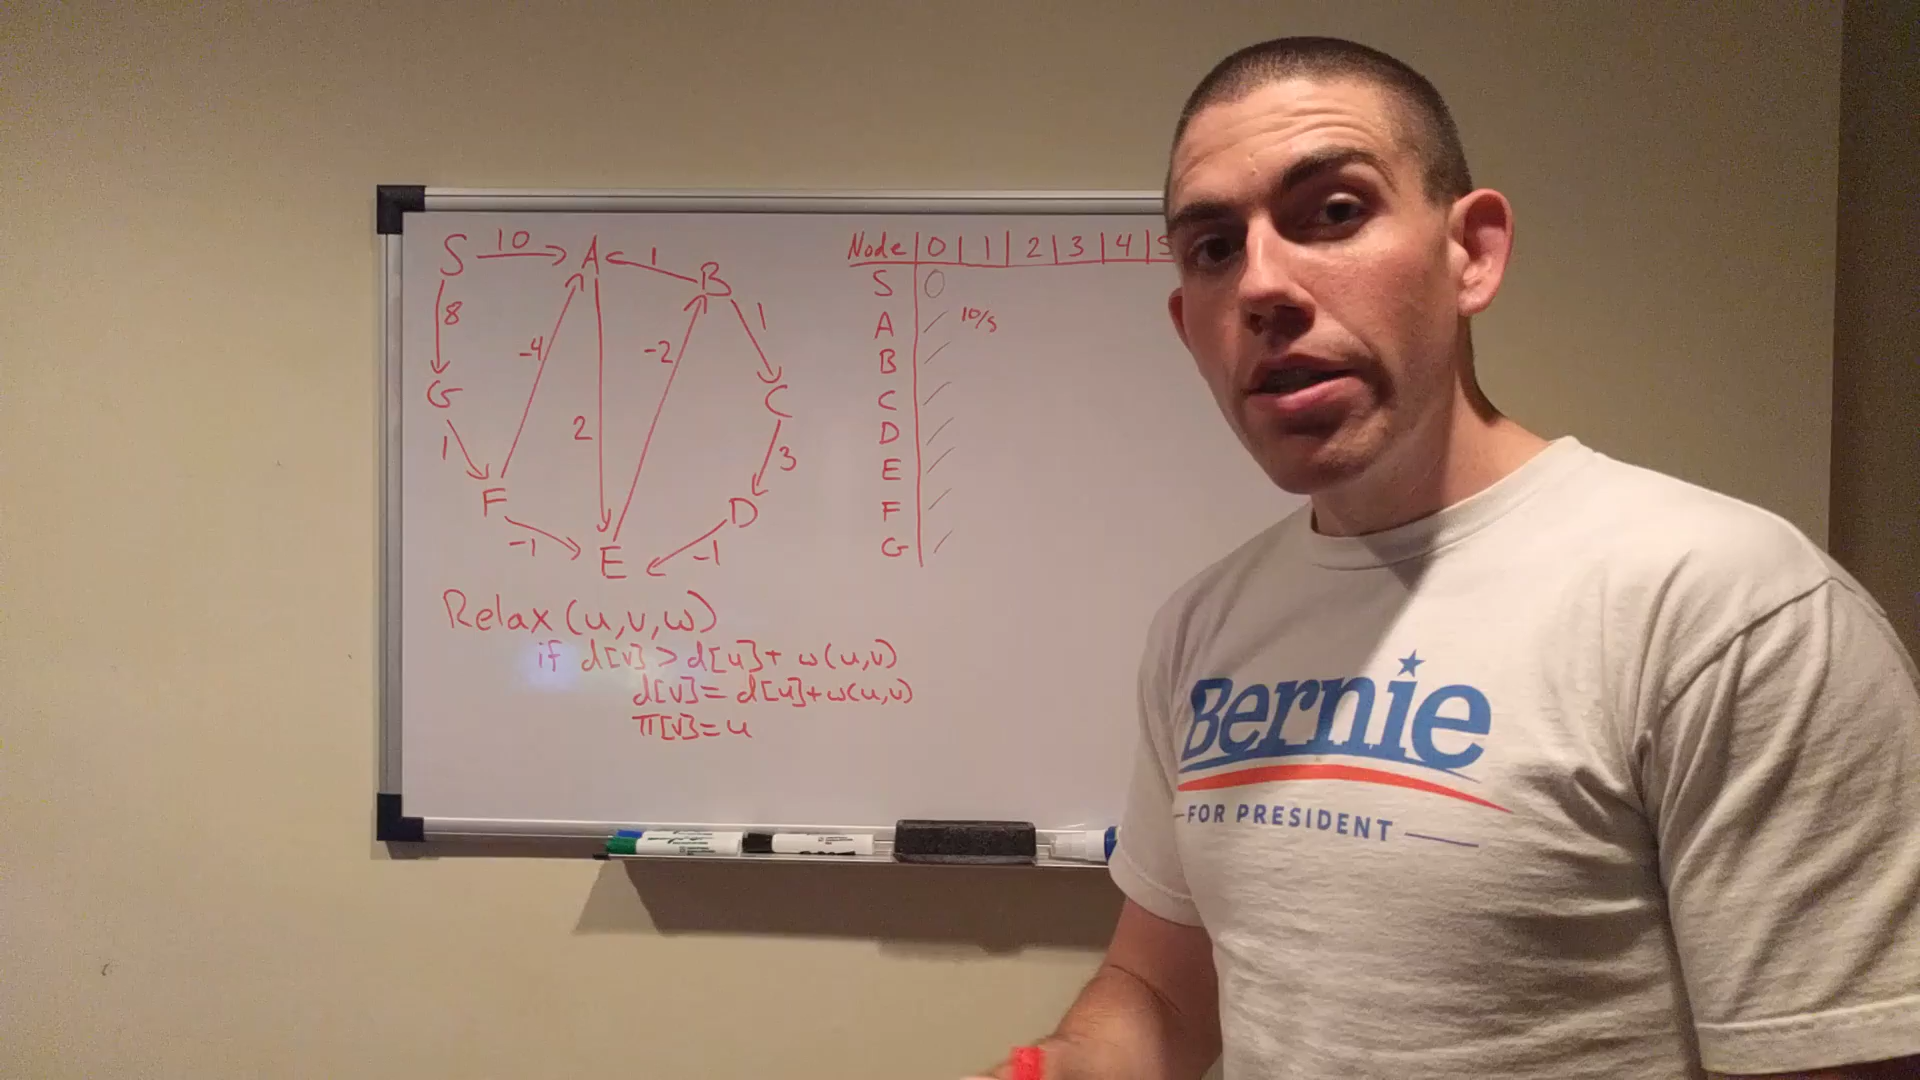 S 10 A 1 B
8 -4 -2 1
G 2 C
1 3
F D
-1 E -1
Relax (u,v,w)
if d[v] > d[u] + w(u,v)
d[v] = d[u] + w(u,v)
π[v] = u
Node | 0 | 1 | 2 | 3 | 4 | 5
S 0
A / 10/S
B /
C /
D /
E /
F /
G /
Bernie
FOR PRESIDENT